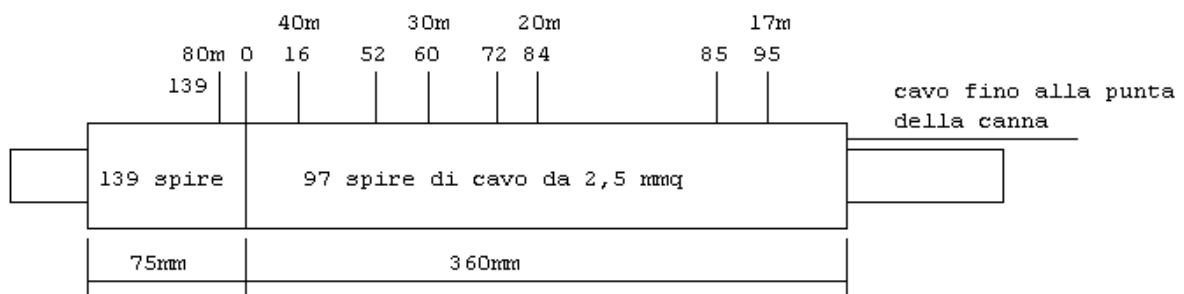 40m 30m 20m 17m
80m 0 16 52 60 72 84 85 95
139
cavo fino alla punta
della canna
139 spire 97 spire di cavo da 2,5 mmq
75mm 360mm